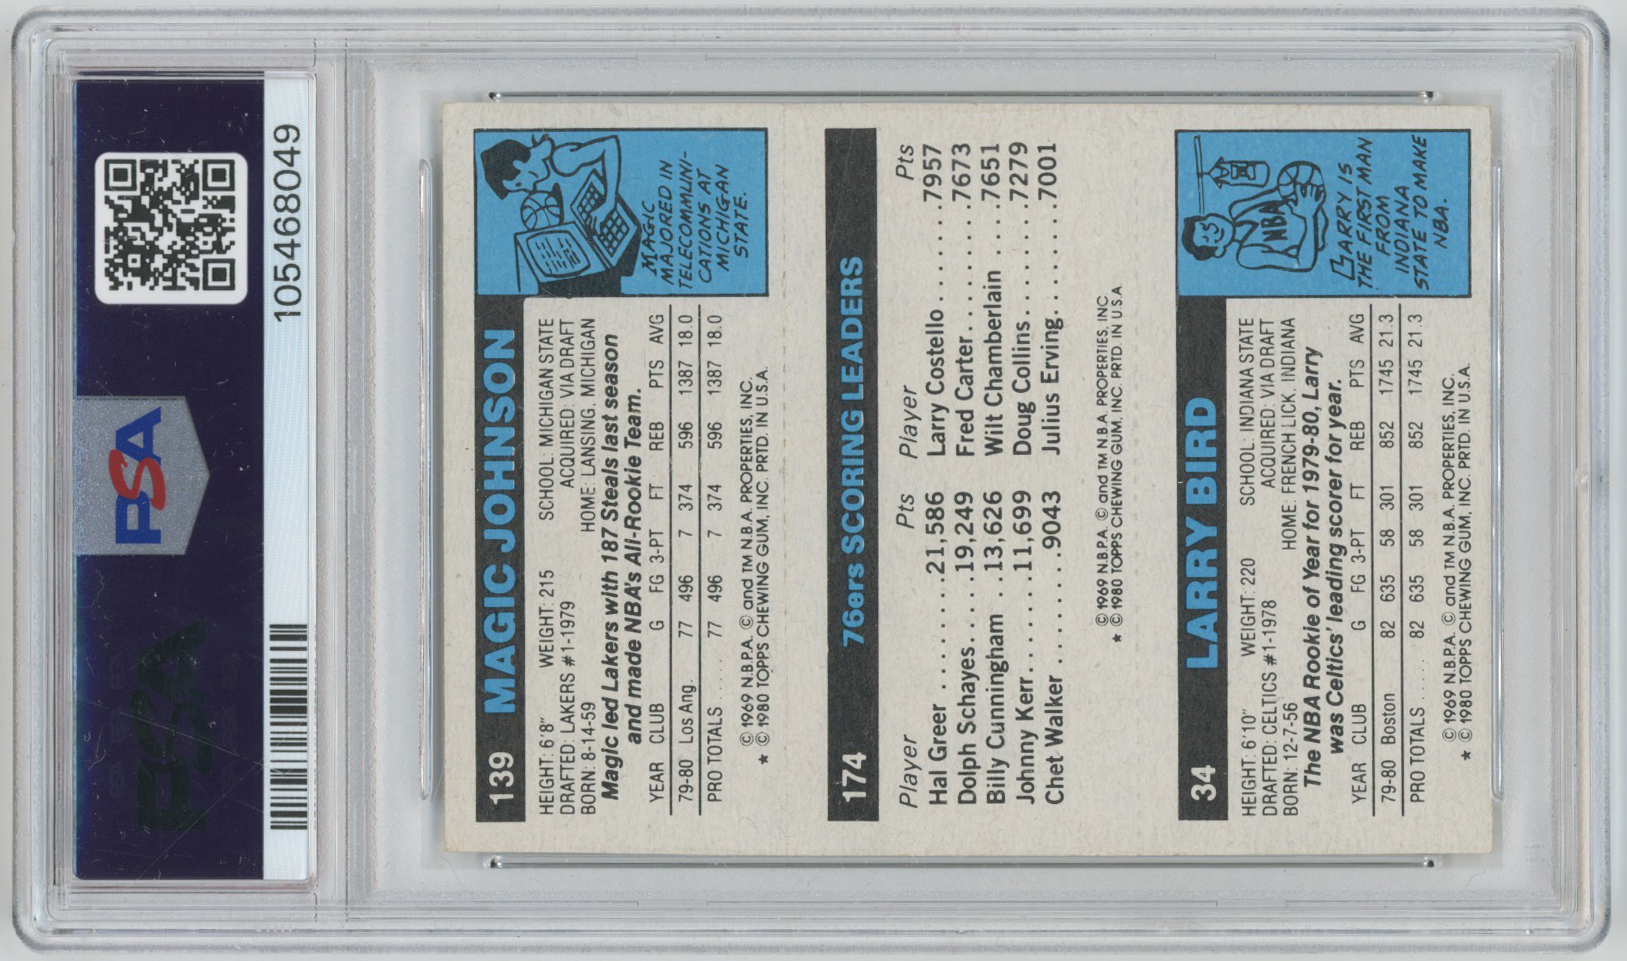 PSA
105468049
PSA
139 MAGIC JOHNSON
HEIGHT: 6'8" WEIGHT: 215 SCHOOL: MICHIGAN STATE
DRAFTED: LAKERS #1-1979 ACQUIRED: VIA DRAFT
BORN: 8-14-59 HOME: LANSING, MICHIGAN
Magic led Lakers with 187 Steals last season
and made NBA's All-Rookie Team.
YEAR CLUB G FG 3-PT FT REB PTS AVG
79-80 Los Ang. 77 496 7 374 596 1387 18.0
PRO TOTALS ..... 77 496 7 374 596 1387 18.0
© 1969 N.B.P.A. © and TM N.B.A. PROPERTIES, INC.
★ © 1980 TOPPS CHEWING GUM, INC. PRTD. IN U.S.A.
MAGIC
MAJORED IN
TELECOMMUNI-
CATIONS AT
MICHIGAN
STATE.
174 76ers SCORING LEADERS
Player Pts Player Pts
Hal Greer ........21,586 Larry Costello .......7957
Dolph Schayes....19,249 Fred Carter.........7673
Billy Cunningham ..13,626 Wilt Chamberlain ....7651
Johnny Kerr.......11,699 Doug Collins........7279
Chet Walker ........9043 Julius Erving........7001
© 1969 N.B.P.A. © and TM N.B.A. PROPERTIES, INC.
★ © 1980 TOPPS CHEWING GUM, INC. PRTD. IN U.S.A
34 LARRY BIRD
HEIGHT: 6'10" WEIGHT: 220 SCHOOL: INDIANA STATE
DRAFTED: CELTICS #1-1978 ACQUIRED: VIA DRAFT
BORN: 12-7-56 HOME: FRENCH LICK, INDIANA
The NBA Rookie of Year for 1979-80, Larry
was Celtics' leading scorer for year.
YEAR CLUB G FG 3-PT FT REB PTS AVG
79-80 Boston 82 635 58 301 852 1745 21.3
PRO TOTALS ..... 82 635 58 301 852 1745 21.3
© 1969 N.B.P.A. © and TM N.B.A. PROPERTIES, INC.
★ © 1980 TOPPS CHEWING GUM, INC. PRTD. IN U.S.A.
NBA
LARRY IS
THE FIRST MAN
FROM
INDIANA
STATE TO MAKE
NBA.